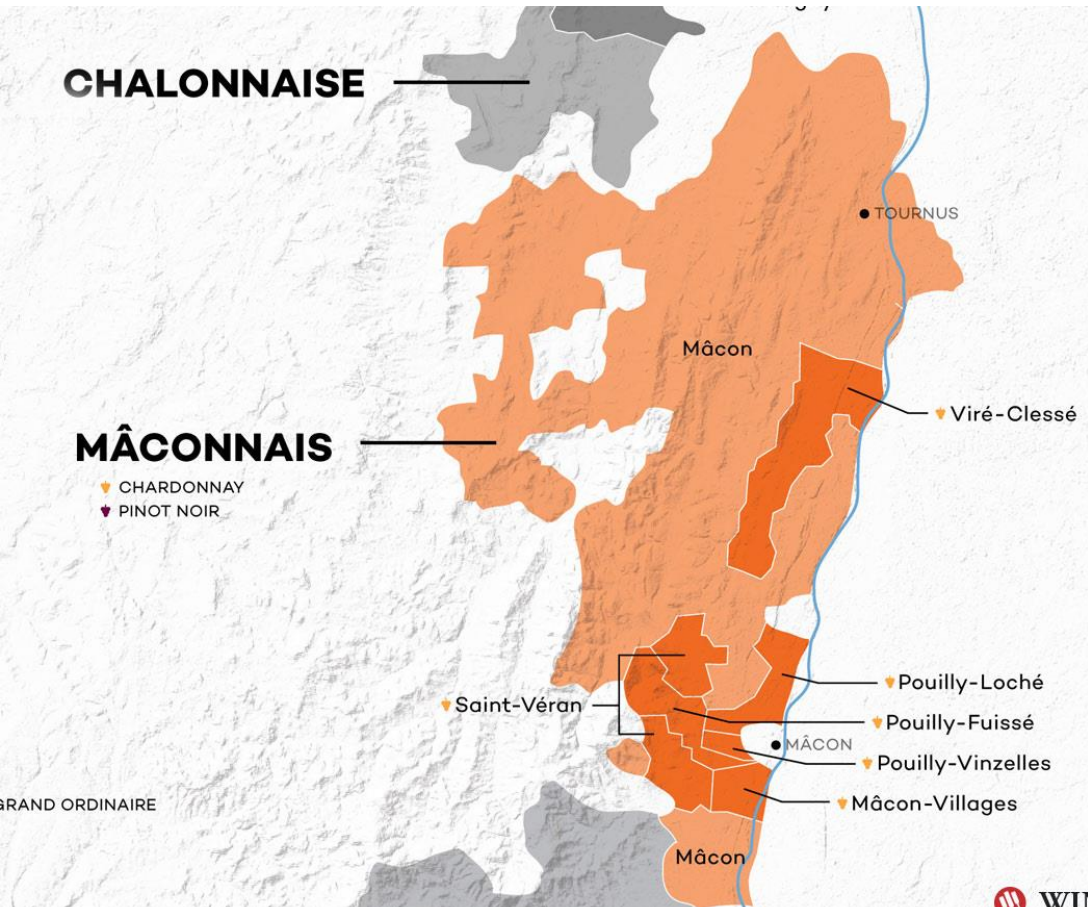 CHALONNAISE
TOURNUS
Mâcon
Viré-Clessé
MÂCONNAIS
CHARDONNAY
PINOT NOIR
Pouilly-Loché
Saint-Véran
Pouilly-Fuissé
MÂCON
Pouilly-Vinzelles
Mâcon-Villages
GRAND ORDINAIRE
Mâcon